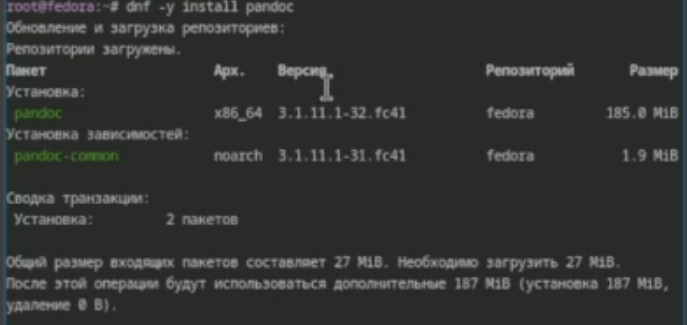 root@fedora:~# dnf -y install pandoc
Обновление и загрузка репозиториев:
Репозитории загружены.
Пакет Арх. Версия Репозиторий Размер
Установка:
pandoc x86_64 3.1.11.1-32.fc41 fedora 185.0 MiB
Установка зависимостей:
pandoc-common noarch 3.1.11.1-31.fc41 fedora 1.9 MiB
Сводка транзакции:
Установка: 2 пакетов
Общий размер входящих пакетов составляет 27 MiB. Необходимо загрузить 27 MiB.
После этой операции будут использоваться дополнительные 187 MiB (установка 187 MiB,
удаление 0 B).